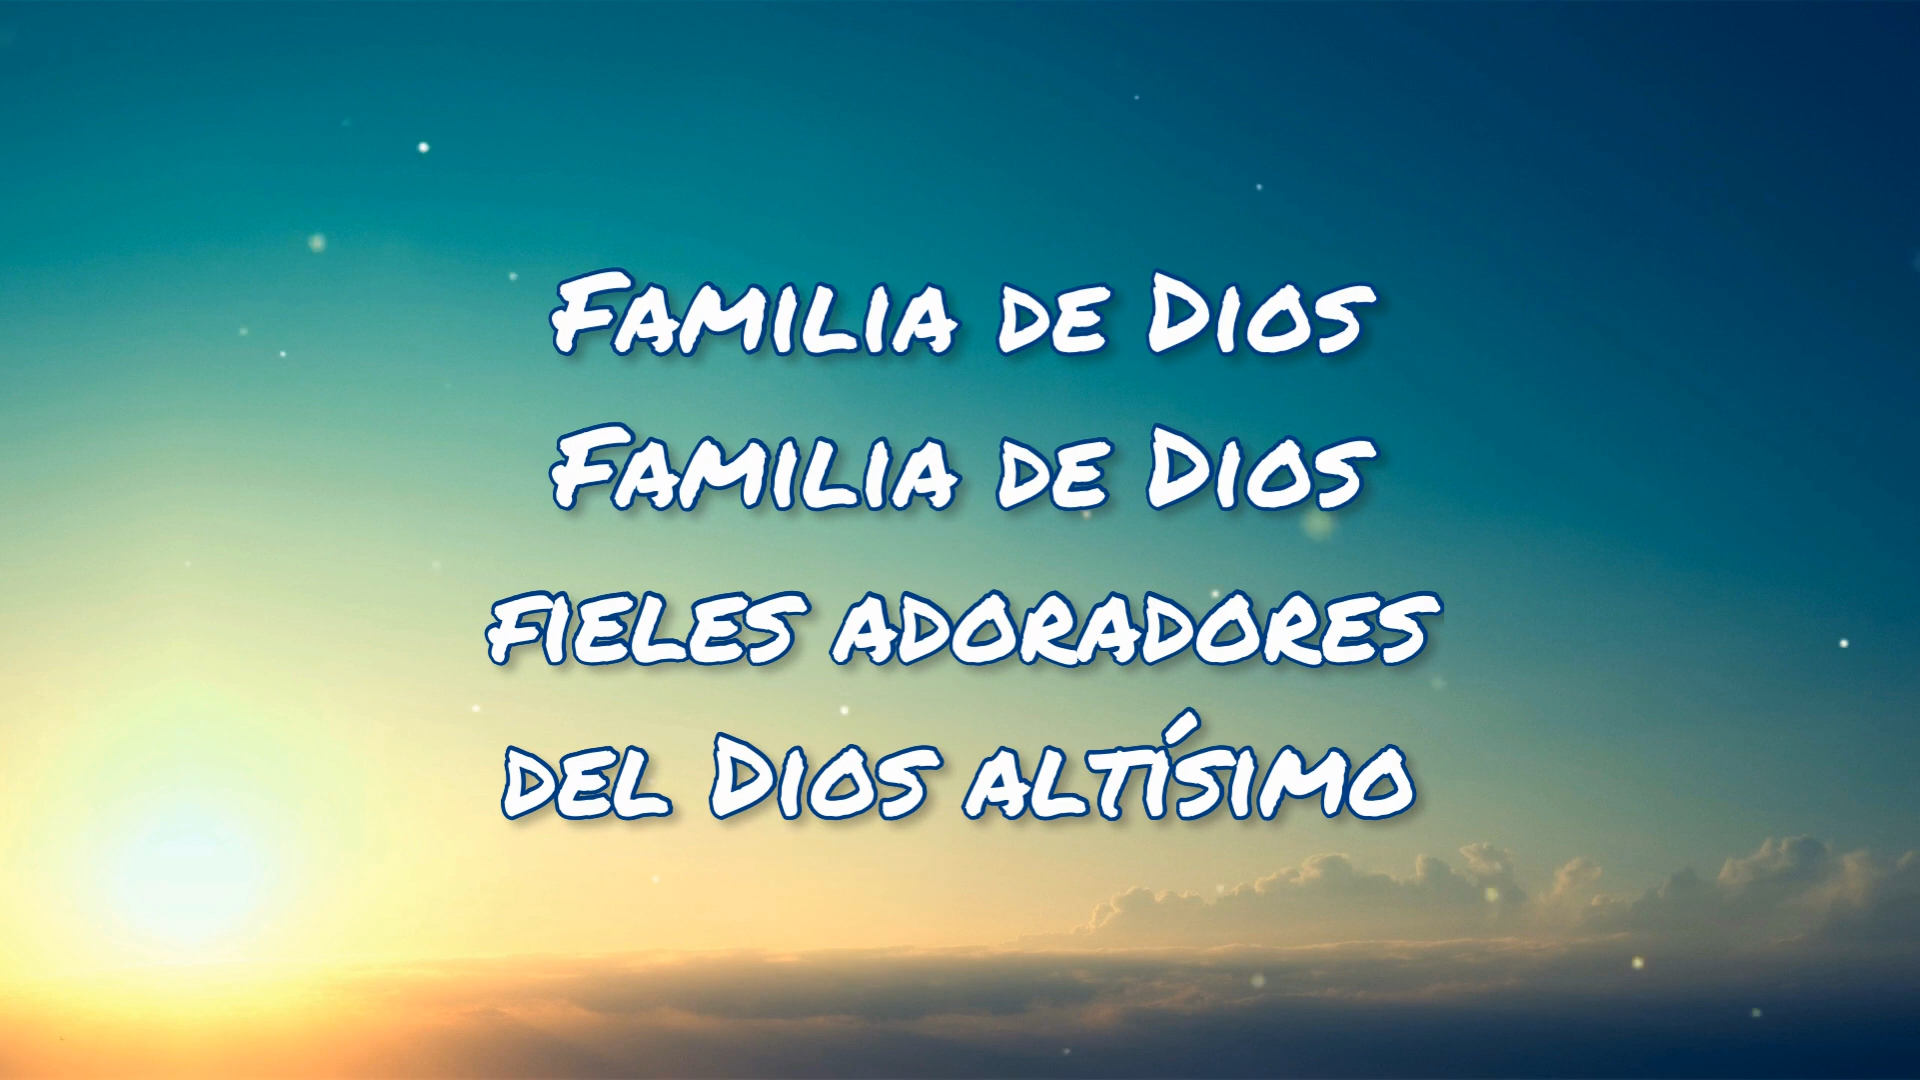 Familia de Dios
Familia de Dios
fieles adoradores
del Dios altísimo